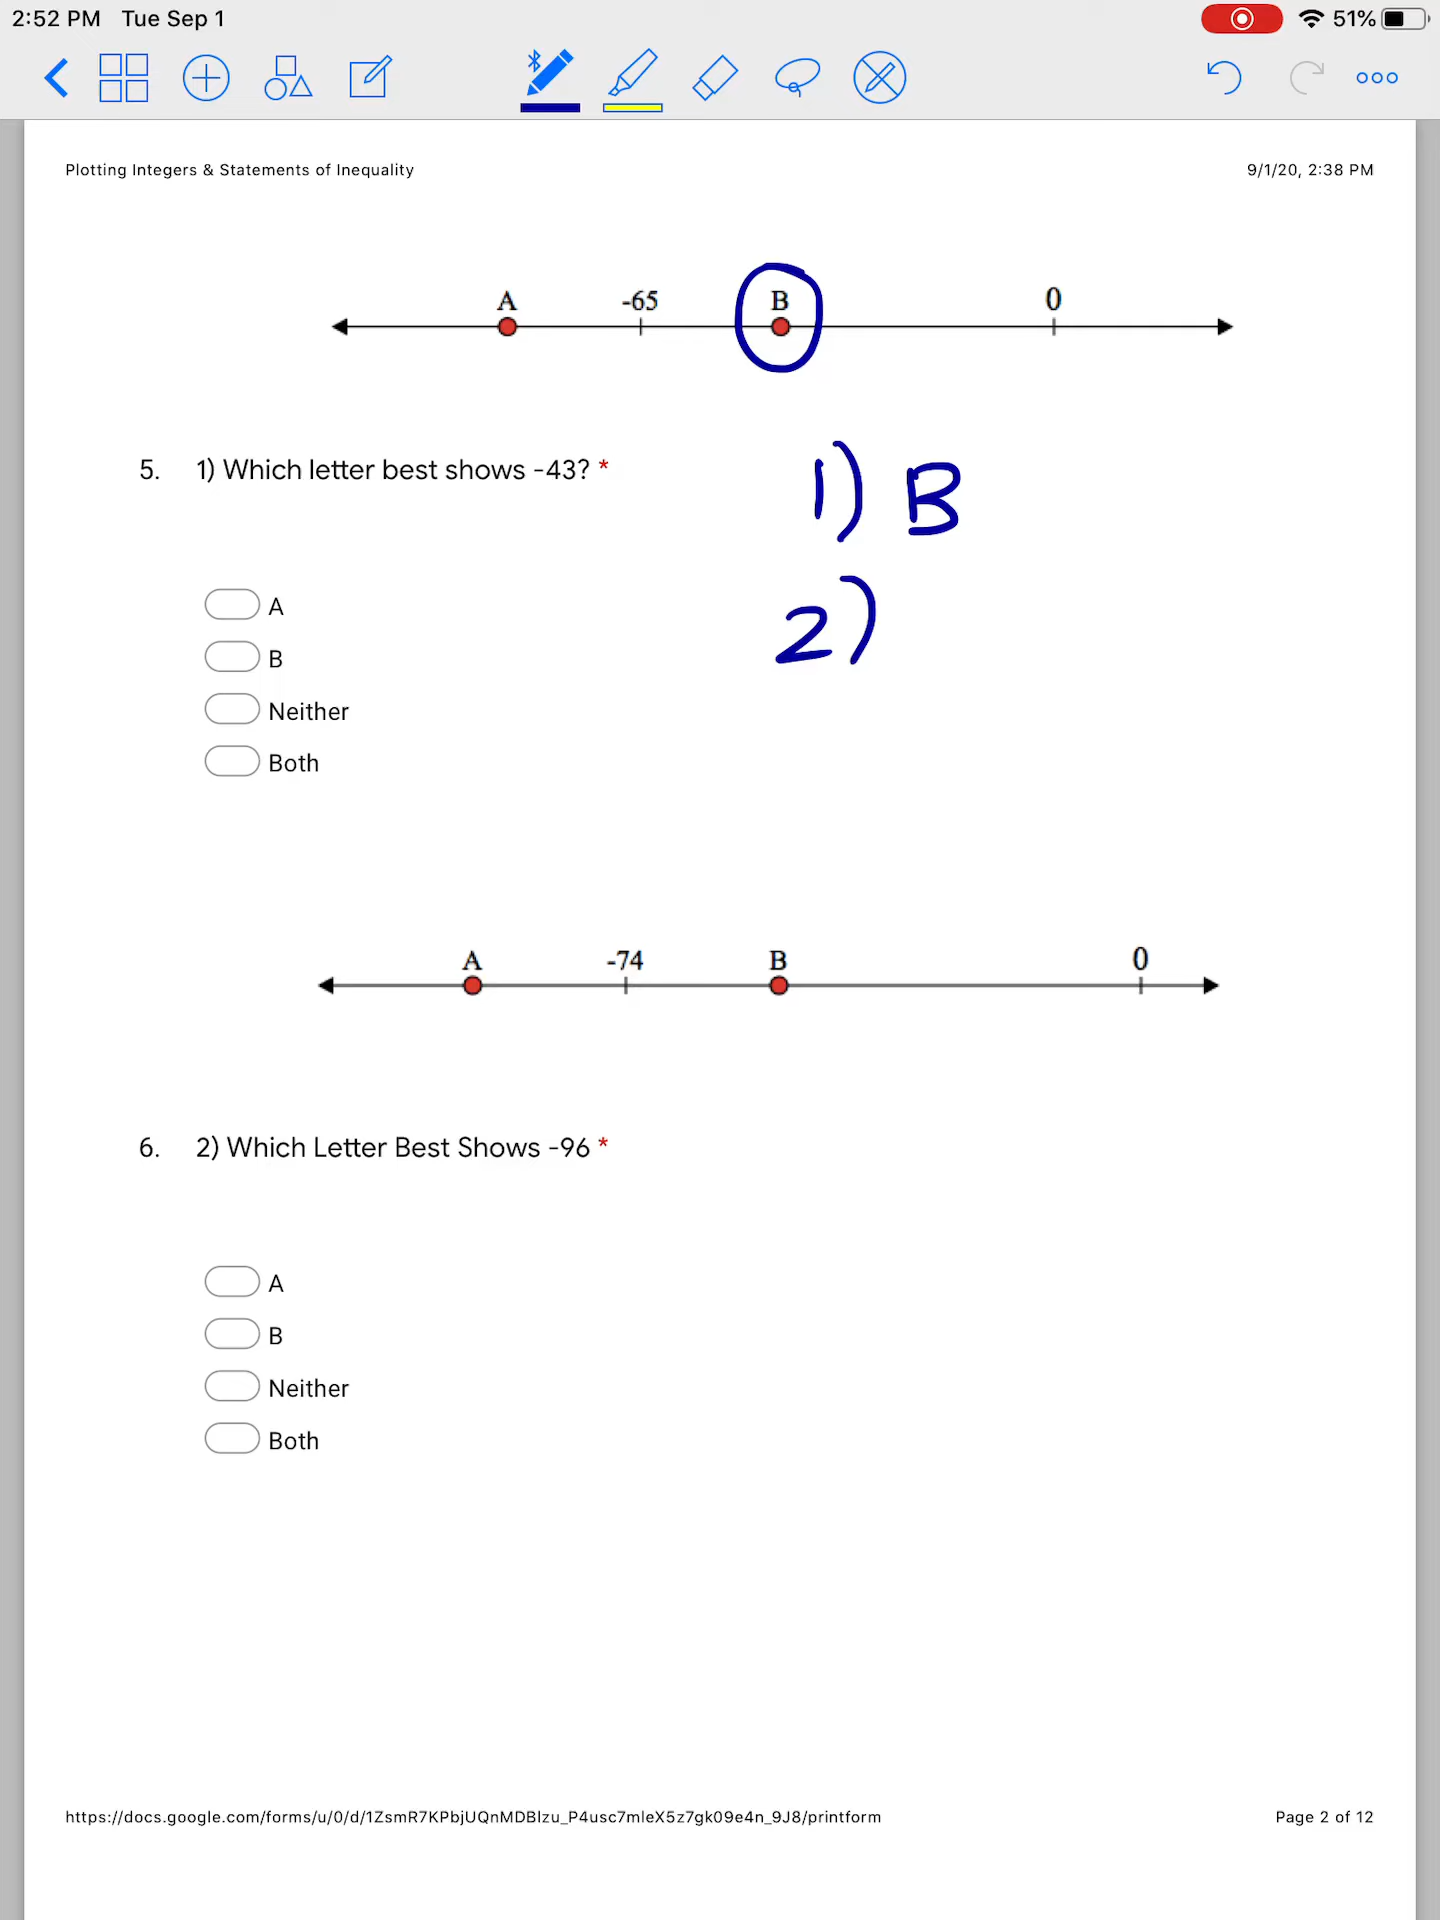 2:52 PM Tue Sep 1 51%
Plotting Integers & Statements of Inequality 9/1/20, 2:38 PM
A -65 B 0
5. 1) Which letter best shows -43? *
1) B
2)
A
B
Neither
Both
A -74 B 0
6. 2) Which Letter Best Shows -96 *
A
B
Neither
Both
https://docs.google.com/forms/u/0/d/1ZsmR7KPbjUQnMDBlzu_P4usc7mleX5z7gk09e4n_9J8/printform Page 2 of 12